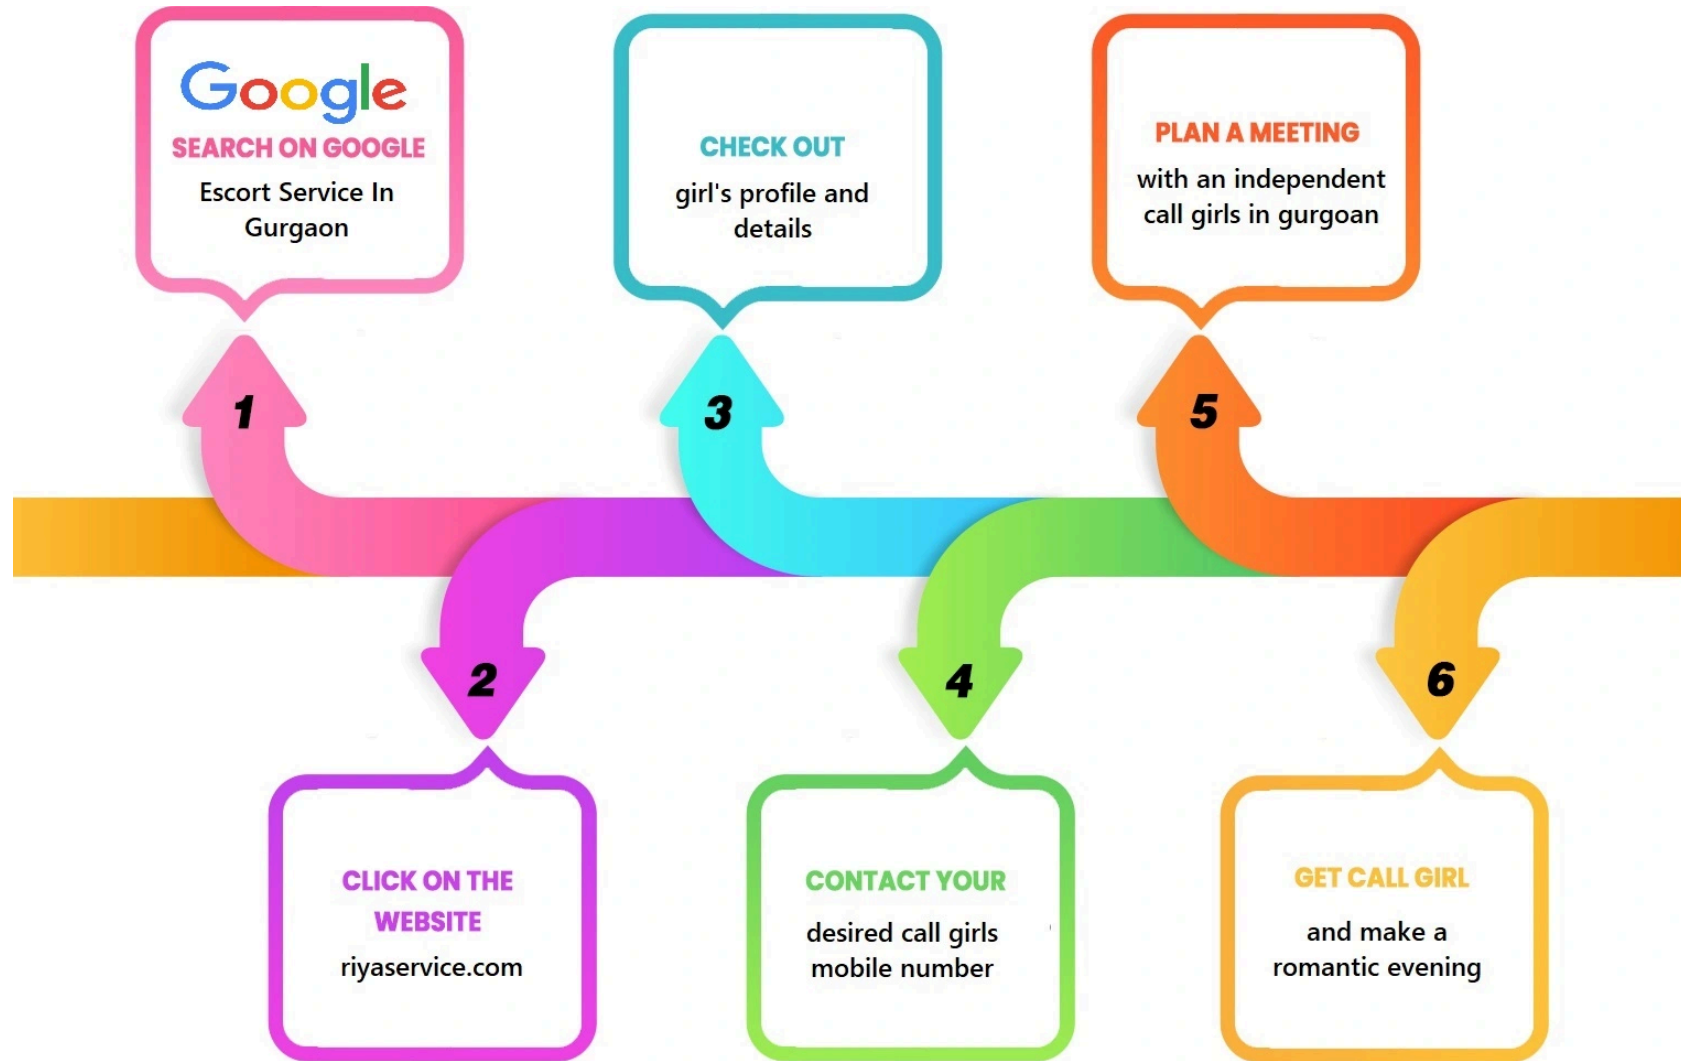 Google
SEARCH ON GOOGLE
Escort Service In
Gurgaon
1
CLICK ON THE
WEBSITE
riyaservice.com
2
CHECK OUT
girl's profile and
details
3
CONTACT YOUR
desired call girls
mobile number
4
PLAN A MEETING
with an independent
call girls in gurgoan
5
GET CALL GIRL
and make a
romantic evening
6